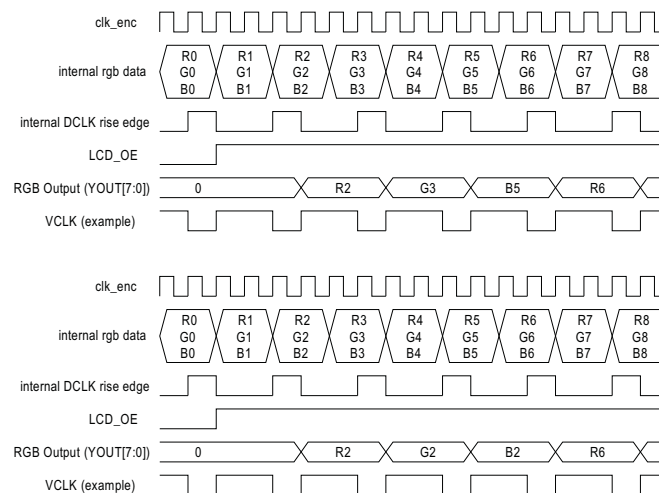 clk_enc
R0 R1 R2 R3 R4 R5 R6 R7 R8
internal rgb data G0 G1 G2 G3 G4 G5 G6 G7 G8
B0 B1 B2 B3 B4 B5 B6 B7 B8
internal DCLK rise edge
LCD_OE
RGB Output (YOUT[7:0]) 0 R2 G3 B5 R6
VCLK (example)
clk_enc
R0 R1 R2 R3 R4 R5 R6 R7 R8
internal rgb data G0 G1 G2 G3 G4 G5 G6 G7 G8
B0 B1 B2 B3 B4 B5 B6 B7 B8
internal DCLK rise edge
LCD_OE
RGB Output (YOUT[7:0]) 0 R2 G2 B2 R6
VCLK (example)